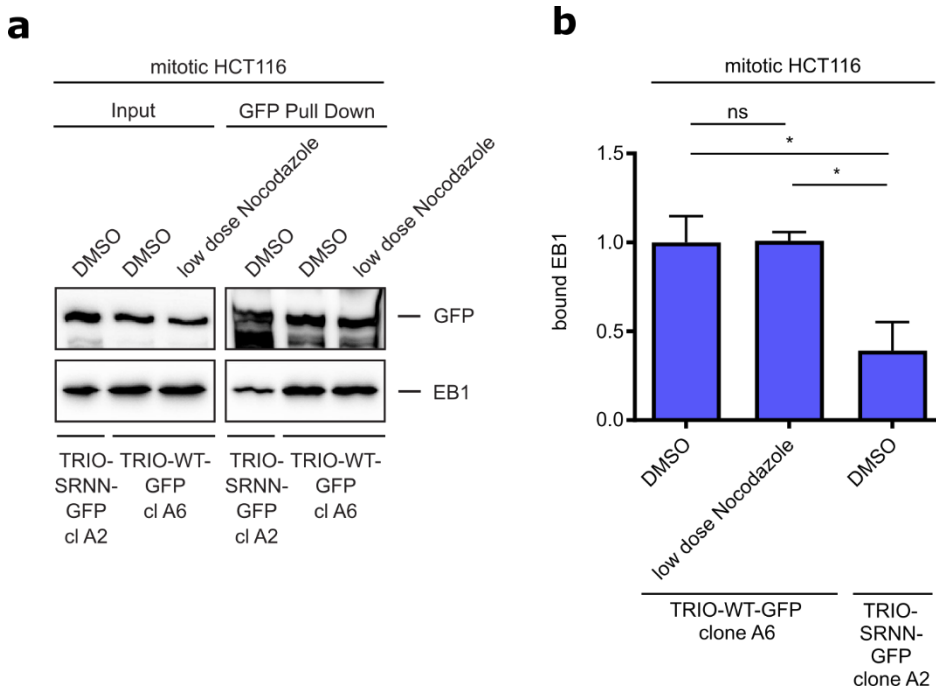 a
mitotic HCT116
Input
GFP Pull Down
DMSO
DMSO
low dose Nocodazole
DMSO
DMSO
low dose Nocodazole
GFP
EB1
TRIO-
SRNN-
GFP
cl A2
TRIO-WT-
GFP
cl A6
TRIO-
SRNN-
GFP
cl A2
TRIO-WT-
GFP
cl A6
b
mitotic HCT116
ns
*
*
bound EB1
1.5
1.0
0.5
0.0
DMSO
low dose Nocodazole
DMSO
TRIO-WT-GFP
clone A6
TRIO-
SRNN-
GFP
clone A2